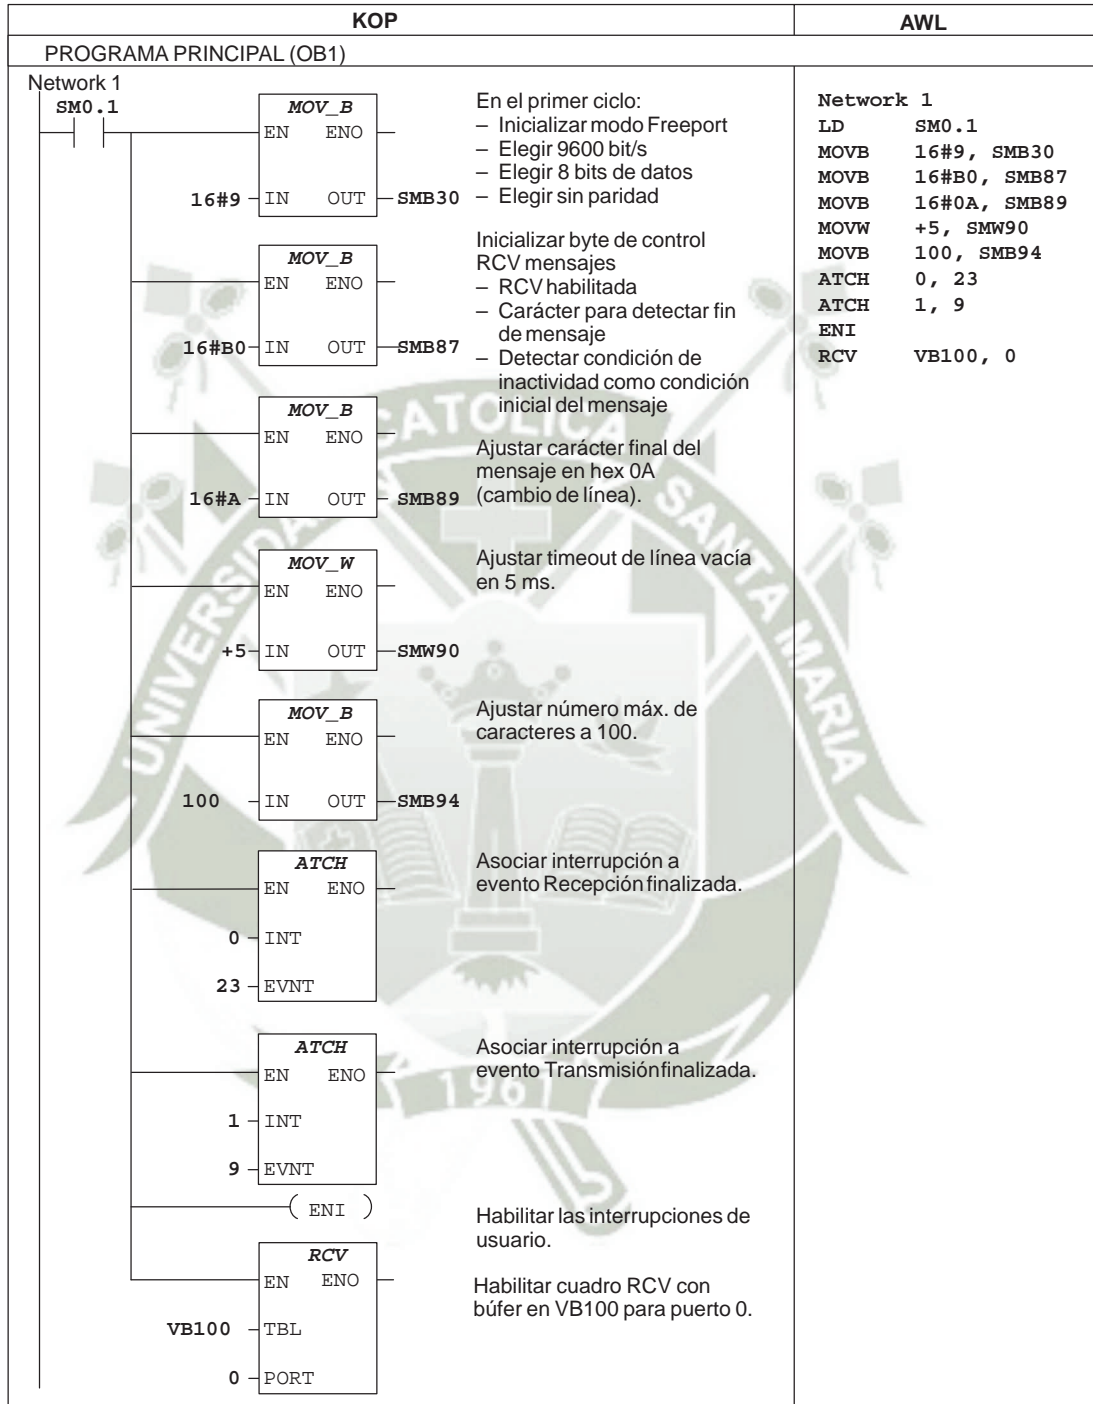 KOP
AWL
PROGRAMA PRINCIPAL (OB1)
Network 1
SM0.1
MOV_B
EN ENO
16#9 IN OUT SMB30
En el primer ciclo:
– Inicializar modo Freeport
– Elegir 9600 bit/s
– Elegir 8 bits de datos
– Elegir sin paridad
MOV_B
EN ENO
16#B0 IN OUT SMB87
Inicializar byte de control
RCV mensajes
– RCV habilitada
– Carácter para detectar fin
de mensaje
– Detectar condición de
inactividad como condición
inicial del mensaje
MOV_B
EN ENO
16#A IN OUT SMB89
Ajustar carácter final del
mensaje en hex 0A
(cambio de línea).
MOV_W
EN ENO
+5 IN OUT SMW90
Ajustar timeout de línea vacía
en 5 ms.
MOV_B
EN ENO
100 IN OUT SMB94
Ajustar número máx. de
caracteres a 100.
ATCH
EN ENO
0 INT
23 EVNT
Asociar interrupción a
evento Recepción finalizada.
ATCH
EN ENO
1 INT
9 EVNT
Asociar interrupción a
evento Transmisión finalizada.
( ENI )
Habilitar las interrupciones de
usuario.
RCV
EN ENO
VB100 TBL
0 PORT
Habilitar cuadro RCV con
búfer en VB100 para puerto 0.
Network 1
LD SM0.1
MOVB 16#9, SMB30
MOVB 16#B0, SMB87
MOVB 16#0A, SMB89
MOVW +5, SMW90
MOVB 100, SMB94
ATCH 0, 23
ATCH 1, 9
ENI
RCV VB100, 0
UNIVERSIDAD CATOLICA SANTA MARIA
1961